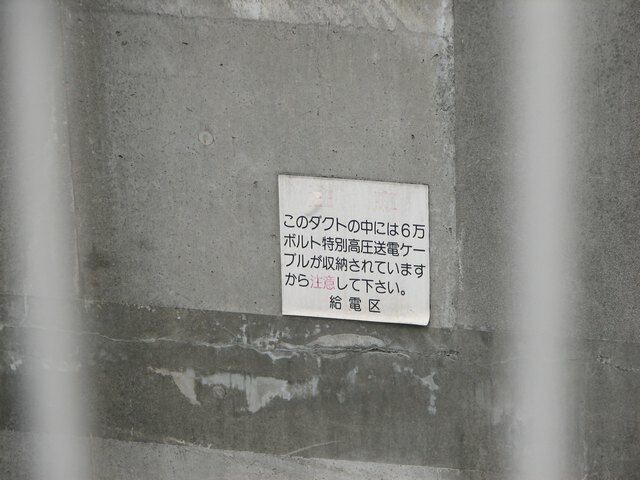 このダクトの中には6万
ボルト特別高圧送電ケー
ブルが収納されています
から注意して下さい。
給電区